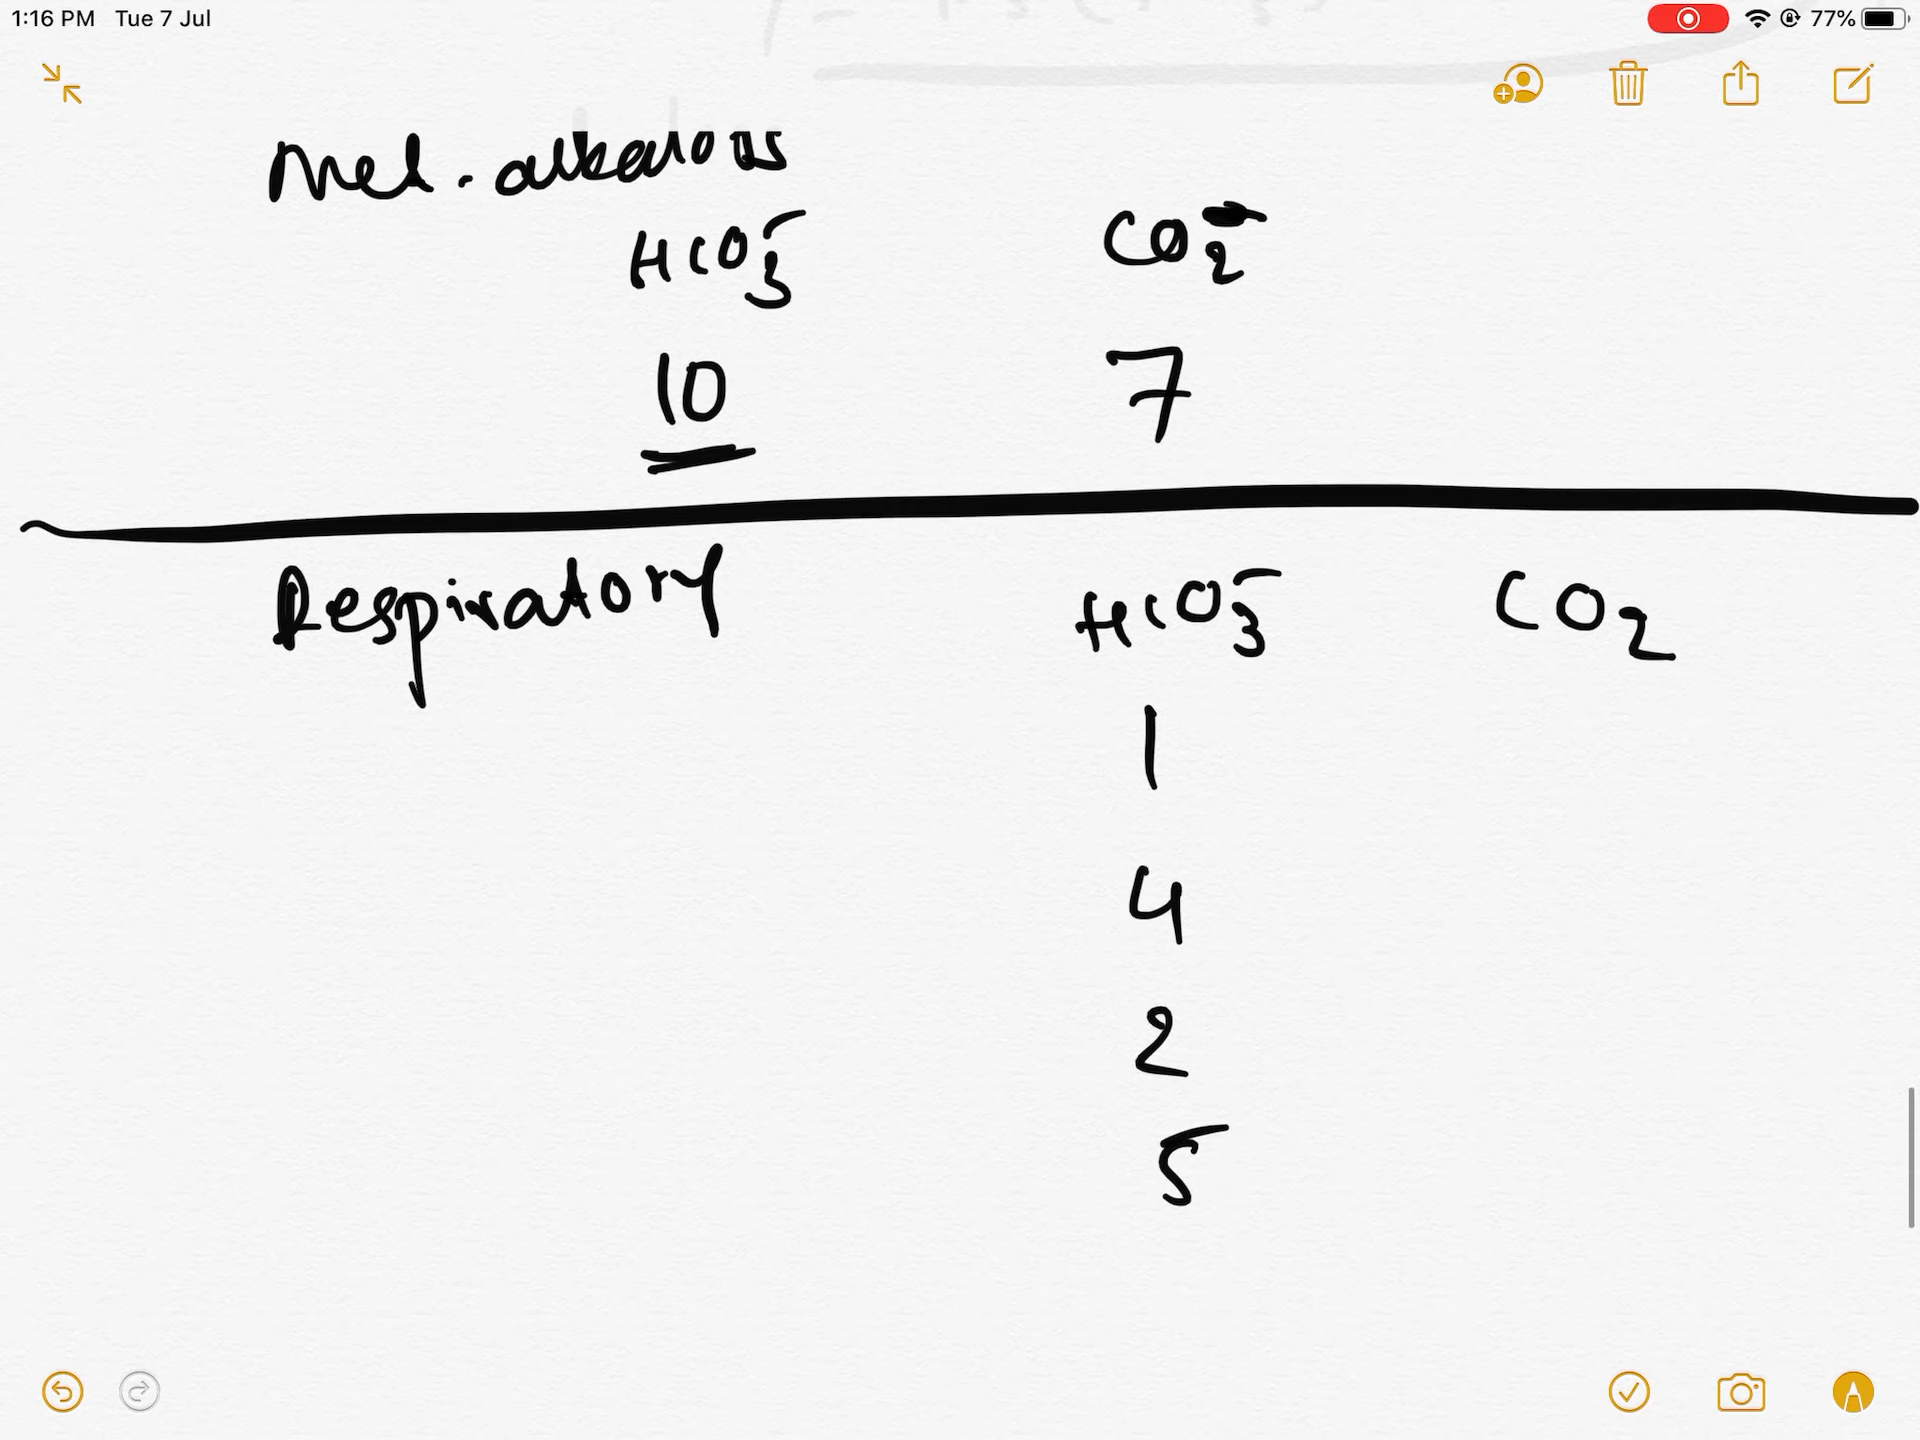 1:16 PM Tue 7 Jul 77%
Met. alkalosis
HCO3- CO2
10 7
Respiratory HCO3- CO2
1
4
2
5